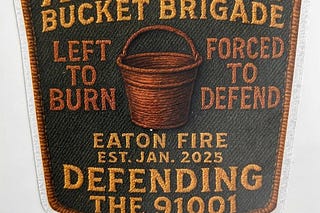 BUCKET BRIGADE
LEFT FORCED
TO TO
BURN DEFEND
EATON FIRE
EST. JAN. 2025
DEFENDING
THE 91001